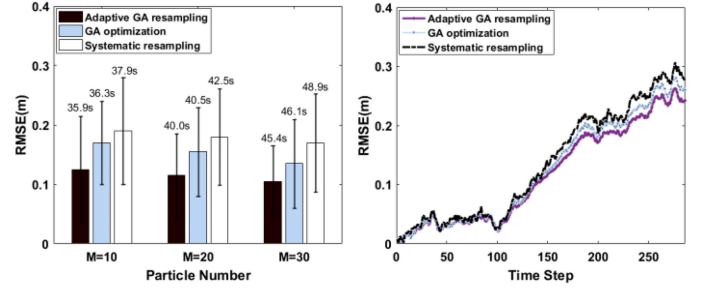 0.4
0.3
0.2
0.1
0
RMSE(m)
Adaptive GA resampling
GA optimization
Systematic resampling
35.9s
36.3s
37.9s
40.0s
40.5s
42.5s
45.4s
46.1s
48.9s
M=10
M=20
M=30
Particle Number
0.4
0.3
0.2
0.1
0
RMSE(m)
Adaptive GA resampling
GA optimization
Systematic resampling
0
50
100
150
200
250
Time Step